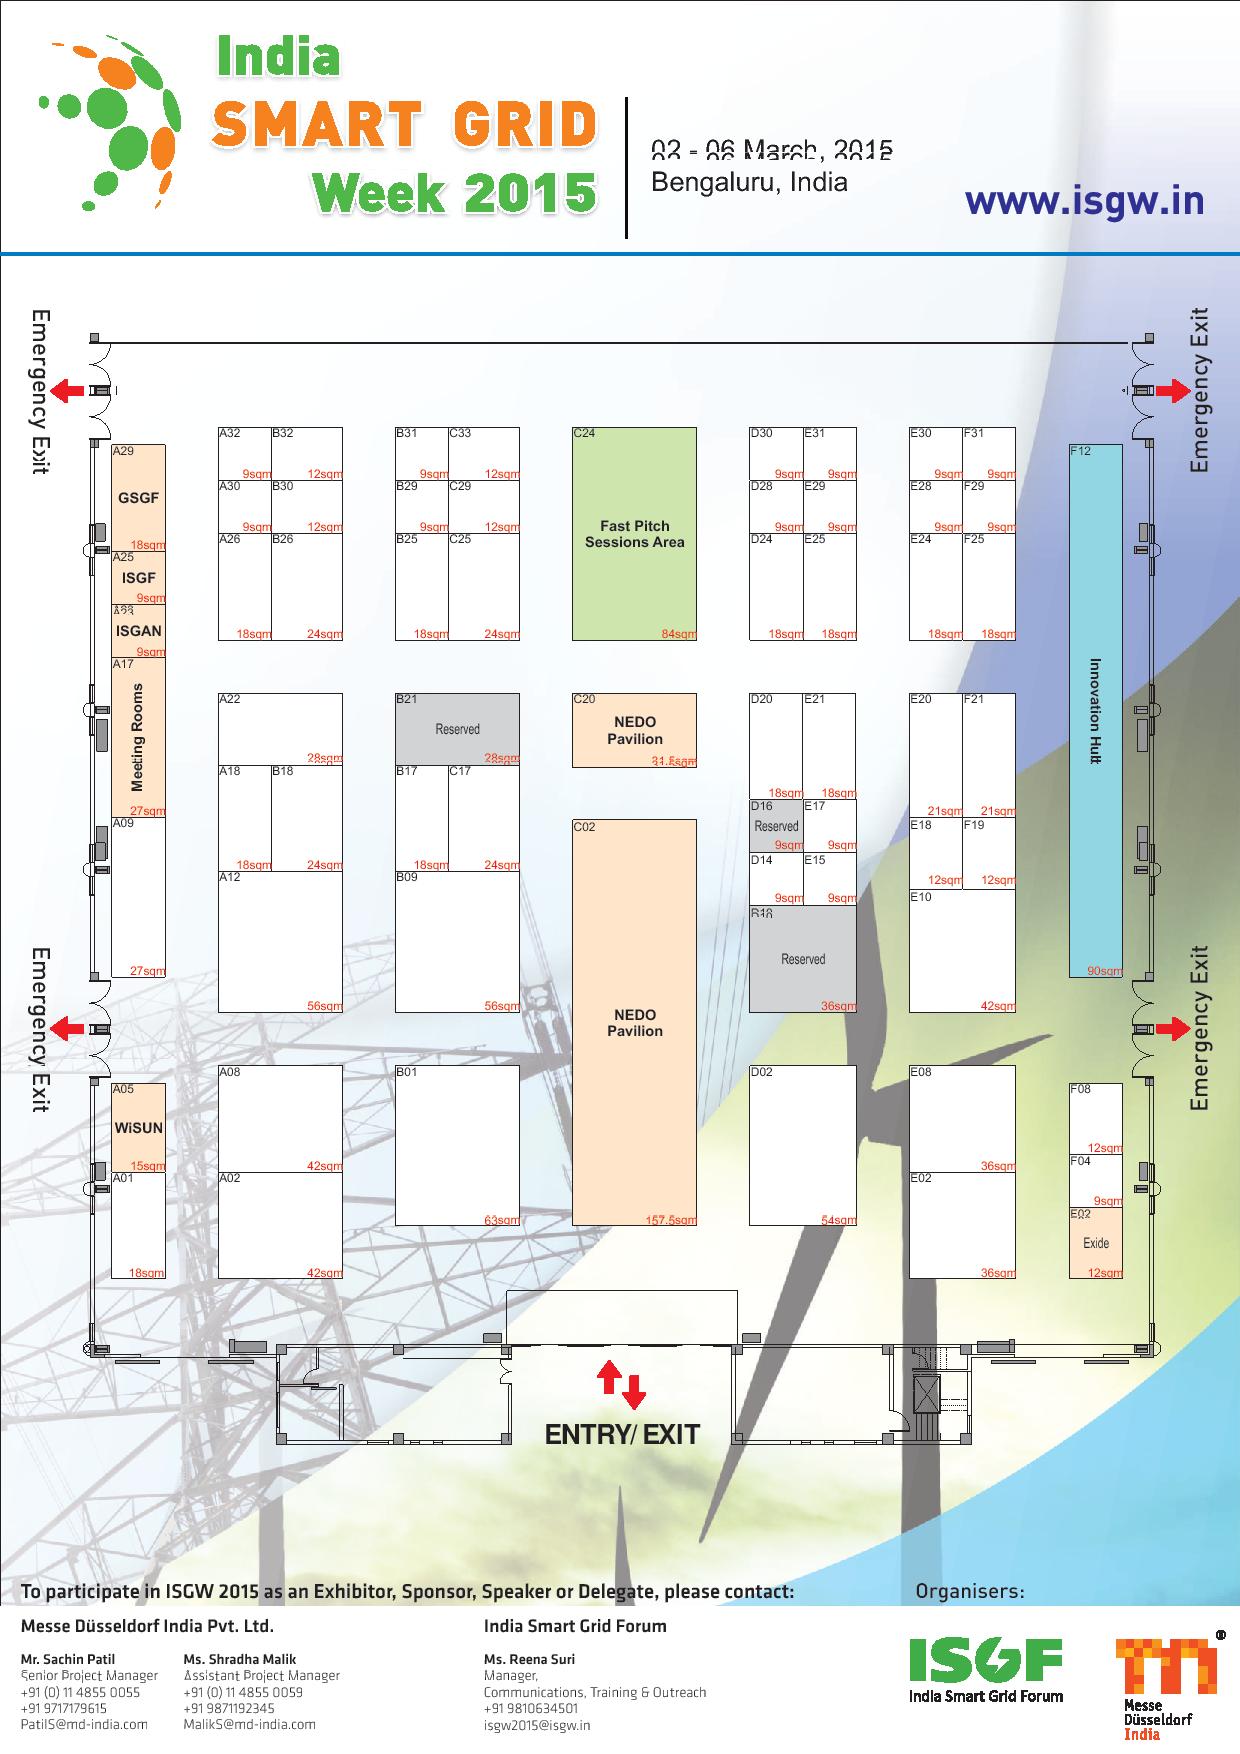 India
SMART GRID
Week 2015
02 - 06 March, 2015
Bengaluru, India
www.isgw.in
Emergency Exit
Emergency Exit
A32 9sqm
B32 12sqm
B31 9sqm
C33 12sqm
C24
Fast Pitch
Sessions Area
84sqm
D30 9sqm
E31 9sqm
E30 9sqm
F31 9sqm
F12
Innovation Hult
90sqm
A29
GSGF
18sqm
A30 9sqm
B30 12sqm
B29 9sqm
C29 12sqm
D28 9sqm
E29 9sqm
E28 9sqm
F29 9sqm
A25
ISGF
9sqm
A26 18sqm
B26 24sqm
B25 18sqm
C25 24sqm
D24 18sqm
E25 18sqm
E24 18sqm
F25 18sqm
ISGAN
9sqm
A17
Meeting Rooms
27sqm
A22 28sqm
B21
Reserved
28sqm
C20
NEDO
Pavilion
31.5sqm
D20 18sqm
E21 18sqm
E20 21sqm
F21 21sqm
A18 18sqm
B18 24sqm
B17 18sqm
C17 24sqm
D16
Reserved
9sqm
E17 9sqm
E18 12sqm
F19 12sqm
A09 27sqm
C02
NEDO
Pavilion
157.5sqm
D14 9sqm
E15 9sqm
A12 56sqm
B09 56sqm
Reserved
36sqm
E10 42sqm
Emergency Exit
Emergency Exit
A05
WiSUN
15sqm
A08 42sqm
B01 63sqm
D02 54sqm
E08 36sqm
F08 12sqm
F04 9sqm
A01 18sqm
A02 42sqm
E02 36sqm
Exide
12sqm
ENTRY/ EXIT
To participate in ISGW 2015 as an Exhibitor, Sponsor, Speaker or Delegate, please contact:
Organisers:
Messe Düsseldorf India Pvt. Ltd.
Mr. Sachin Patil
Senior Project Manager
+91 (0) 11 4855 0055
+91 9717179615
PatilS@md-india.com
Ms. Shradha Malik
Assistant Project Manager
+91 (0) 11 4855 0059
+91 9871192345
MalikS@md-india.com
India Smart Grid Forum
Ms. Reena Suri
Manager,
Communications, Training & Outreach
+91 9810634501
isgw2015@isgw.in
ISGF
India Smart Grid Forum
®
Messe
Düsseldorf
India